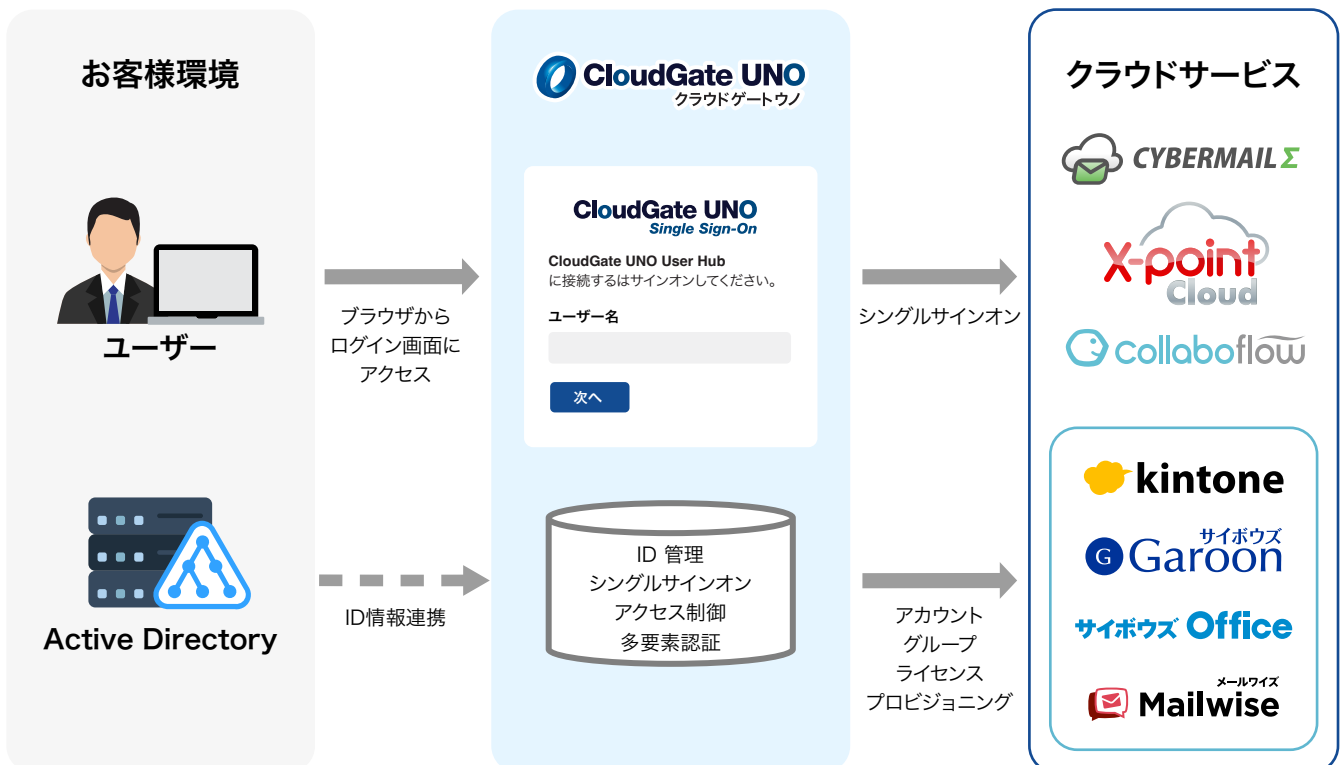 お客様環境
ユーザー
Active Directory
ブラウザから
ログイン画面に
アクセス
ID情報連携
CloudGate UNO
クラウドゲートウノ
CloudGate UNO
Single Sign-On
CloudGate UNO User Hub
に接続するはサインオンしてください。
ユーザー名
次へ
ID 管理
シングルサインオン
アクセス制御
多要素認証
シングルサインオン
アカウント
グループ
ライセンス
プロビジョニング
クラウドサービス
CYBERMAIL Σ
X-point
Cloud
collaboflow
kintone
サイボウズ
G Garoon
サイボウズ Office
メールワイズ
Mailwise